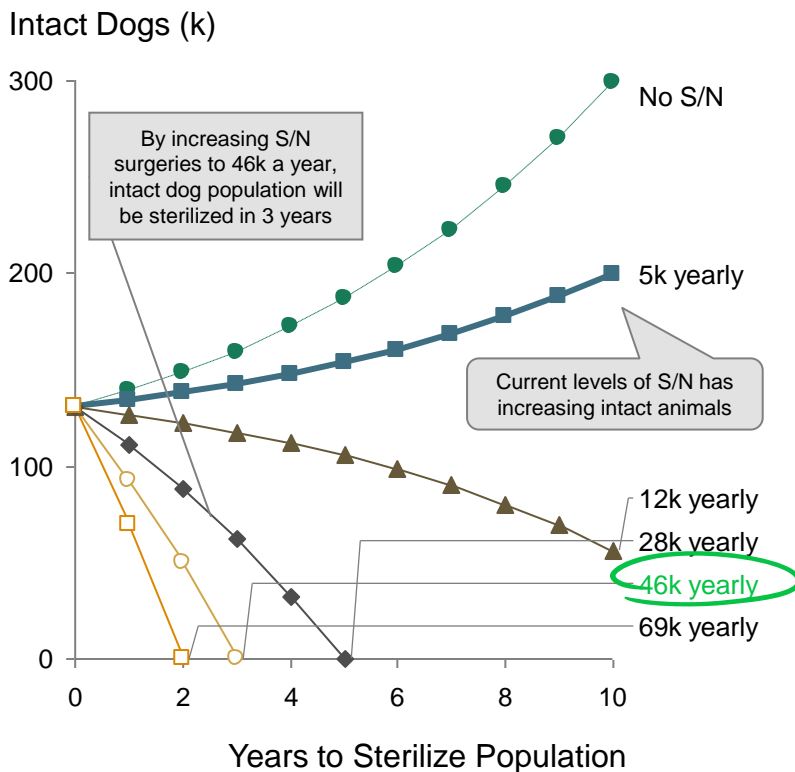 Intact Dogs (k)
300
No S/N
By increasing S/N
surgeries to 46k a year,
intact dog population will
be sterilized in 3 years
200
5k yearly
Current levels of S/N has
increasing intact animals
100
12k yearly
28k yearly
46k yearly
69k yearly
0
0 2 4 6 8 10
Years to Sterilize Population